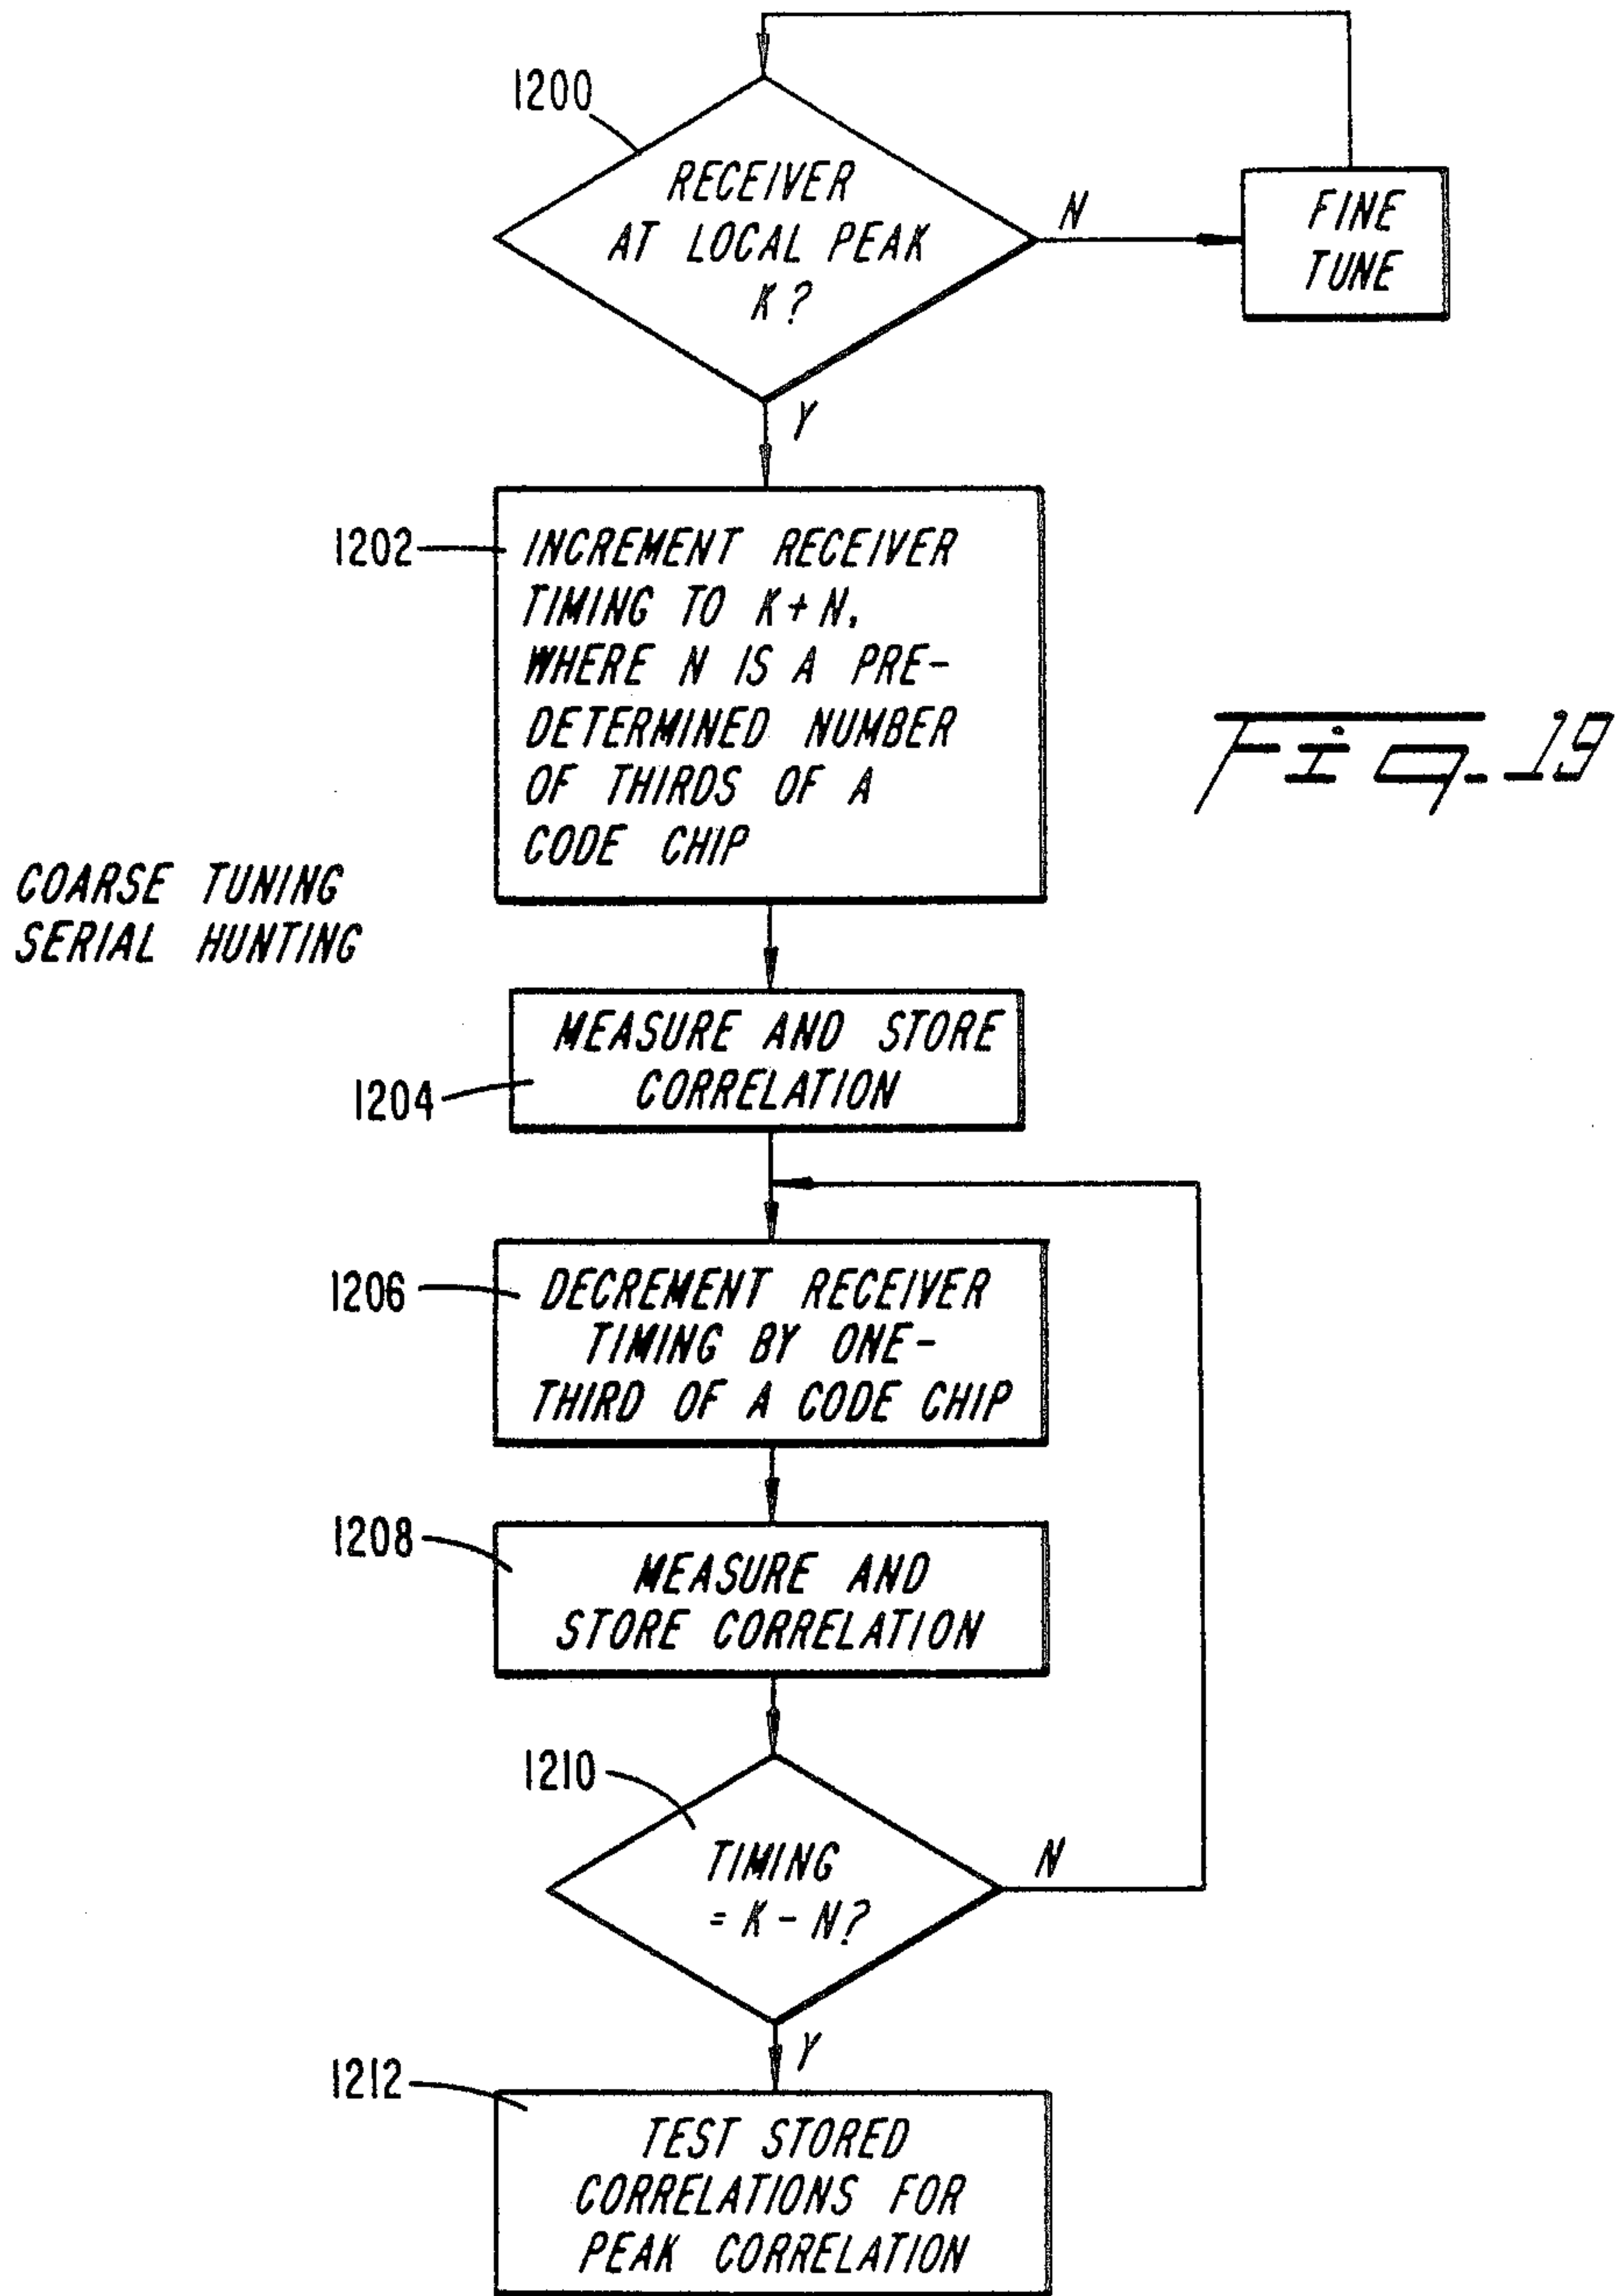 1200
RECEIVER
AT LOCAL PEAK
K?
N
FINE
TUNE
Y
1202
INCREMENT RECEIVER
TIMING TO K+N,
WHERE N IS A PRE-
DETERMINED NUMBER
OF THIRDS OF A
CODE CHIP
Fig. 19
COARSE TUNING
SERIAL HUNTING
MEASURE AND STORE
CORRELATION
1204
1206
DECREMENT RECEIVER
TIMING BY ONE-
THIRD OF A CODE CHIP
1208
MEASURE AND
STORE CORRELATION
1210
TIMING
= K-N?
N
Y
1212
TEST STORED
CORRELATIONS FOR
PEAK CORRELATION